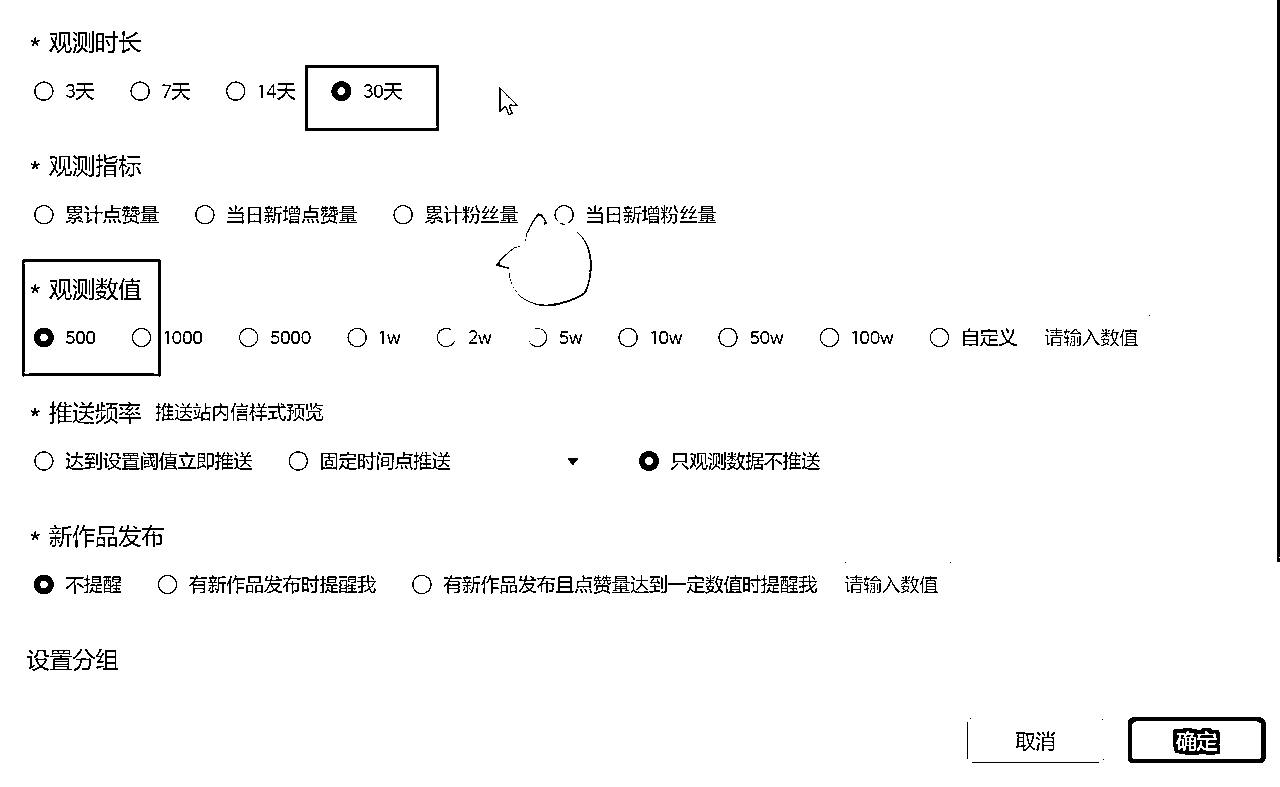 * 观测时长
3天 7天 14天 30天
* 观测指标
累计点赞量 当日新增点赞量 累计粉丝量 当日新增粉丝量
* 观测数值
500 1000 5000 1w 2w 5w 10w 50w 100w 自定义 请输入数值
* 推送频率 推送站内信样式预览
达到设置阈值立即推送 固定时间点推送 只观测数据不推送
* 新作品发布
不提醒 有新作品发布时提醒我 有新作品发布且点赞量达到一定数值时提醒我 请输入数值
设置分组
取消 确定